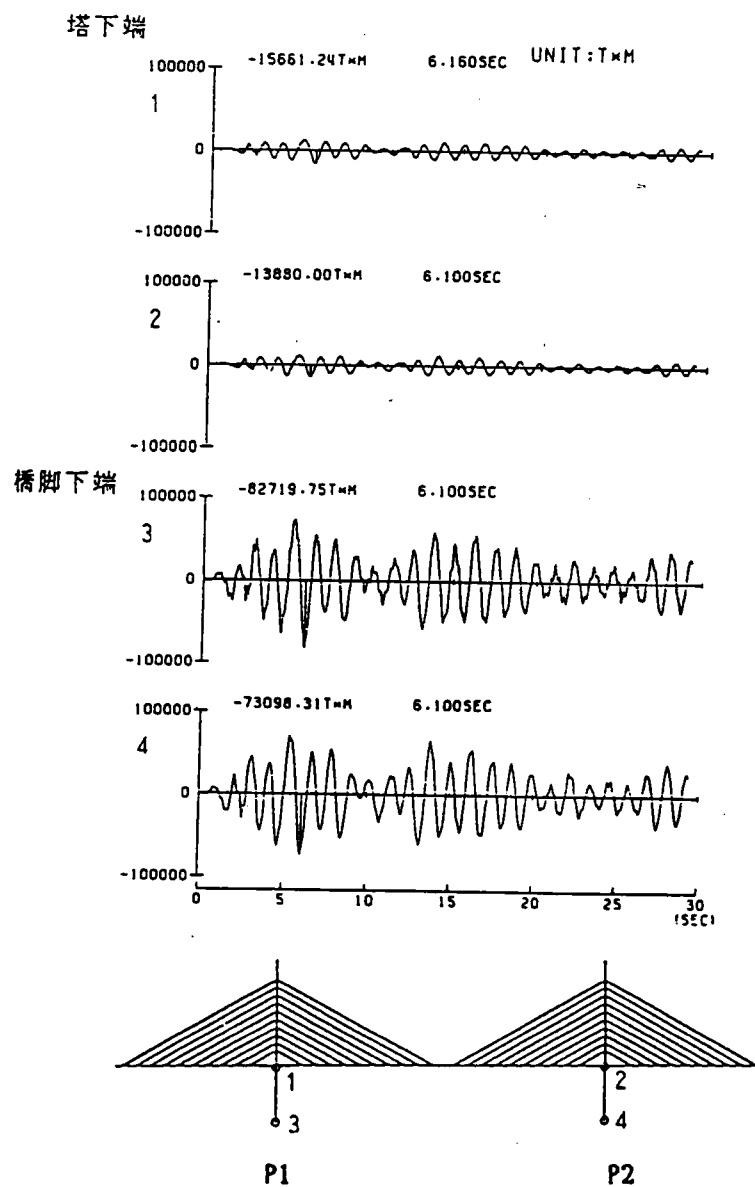 塔下端
100000 -15661.24T*M 6.160SEC UNIT:T*M
1
0
-100000
100000 -13880.00T*M 6.100SEC
2
0
-100000
橋脚下端
100000 -82719.75T*M 6.100SEC
3
0
-100000
100000 -73098.31T*M 6.100SEC
4
0
-100000
0 5 10 15 20 25 30
(SEC)
1 2
3 4
P1 P2